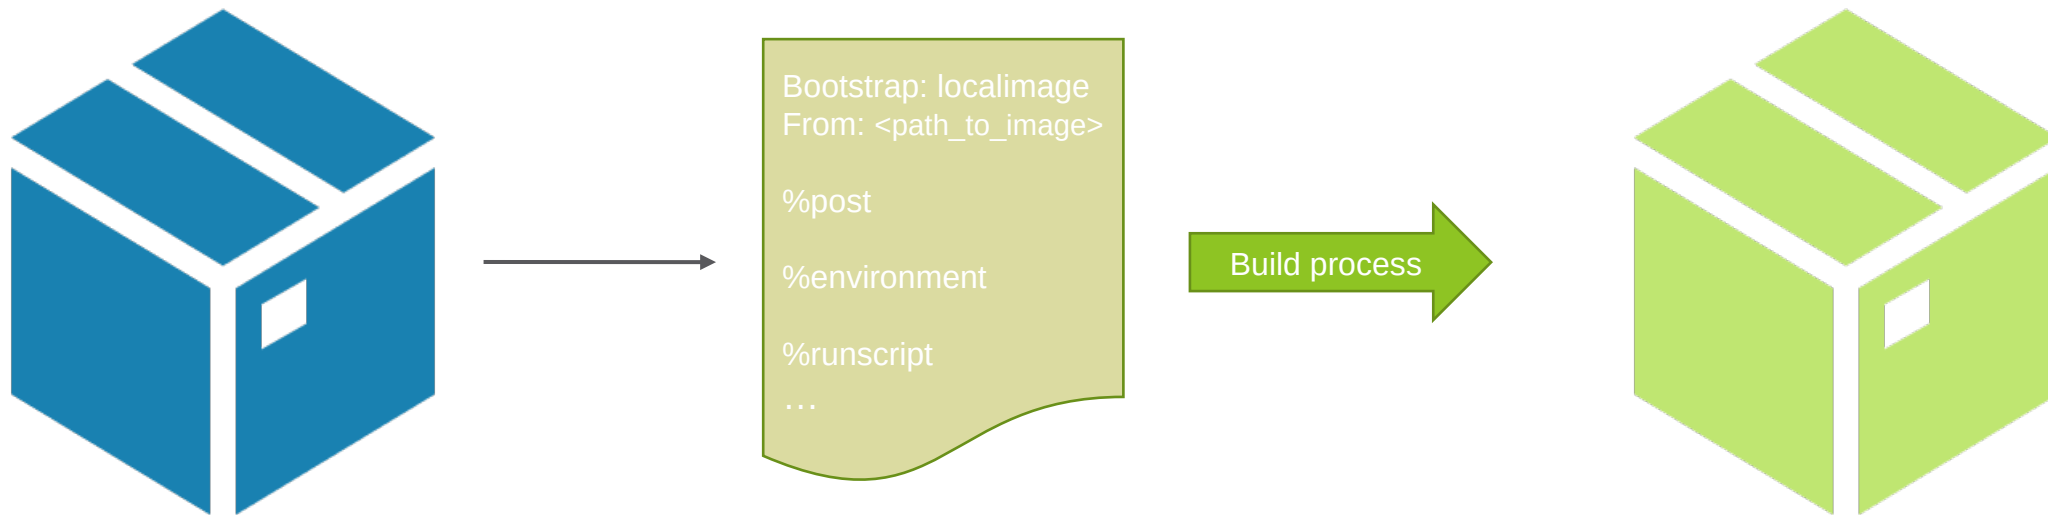 Bootstrap: localimage
From: <path_to_image>
%post
%environment
%runscript
…
Build process